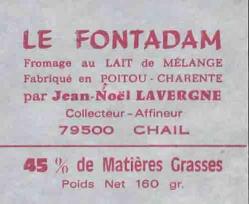 LE FONTADAM
Fromage au LAIT de MÉLANGE
Fabriqué en POITOU - CHARENTE
par Jean-Noël LAVERGNE
Collecteur - Affineur
79500 CHAIL
45 % de Matières Grasses
Poids Net 160 gr.